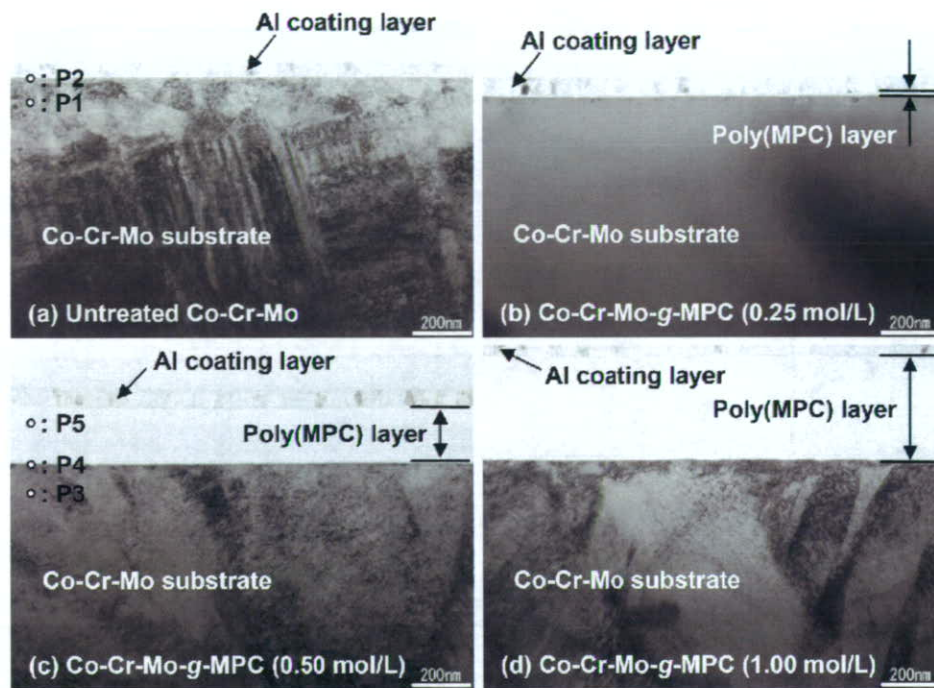 Al coating layer
: P2
: P1
Co-Cr-Mo substrate
(a) Untreated Co-Cr-Mo
200nm
Al coating layer
Poly(MPC) layer
Co-Cr-Mo substrate
(b) Co-Cr-Mo-g-MPC (0.25 mol/L)
200nm
Al coating layer
: P5
Poly(MPC) layer
: P4
: P3
Co-Cr-Mo substrate
(c) Co-Cr-Mo-g-MPC (0.50 mol/L)
200nm
Al coating layer
Poly(MPC) layer
Co-Cr-Mo substrate
(d) Co-Cr-Mo-g-MPC (1.00 mol/L)
200nm